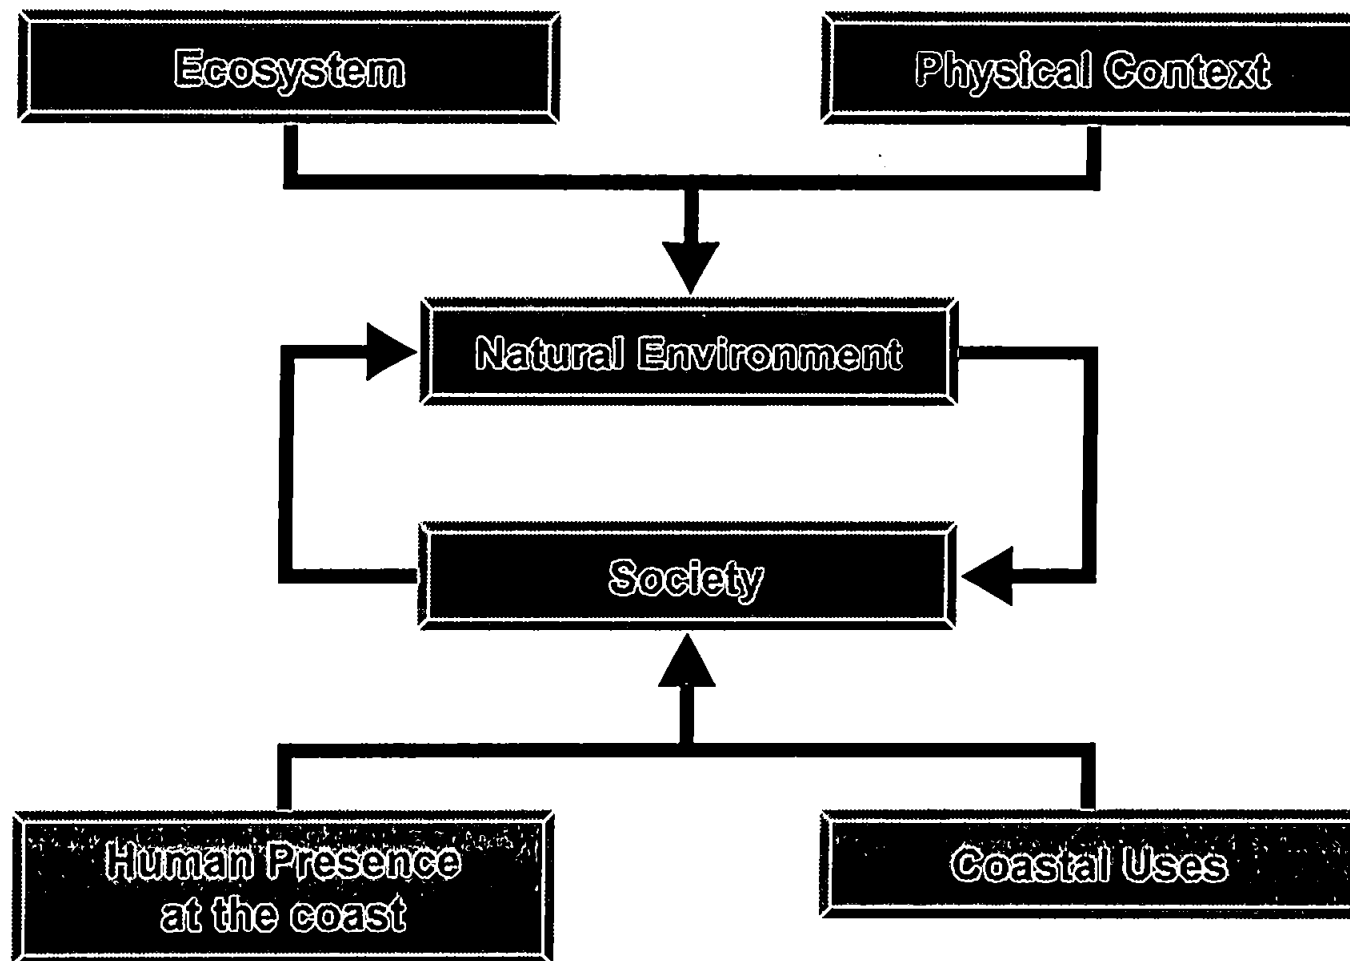 Ecosystem
Physical Context
Natural Environment
Society
Human Presence
at the coast
Coastal Uses